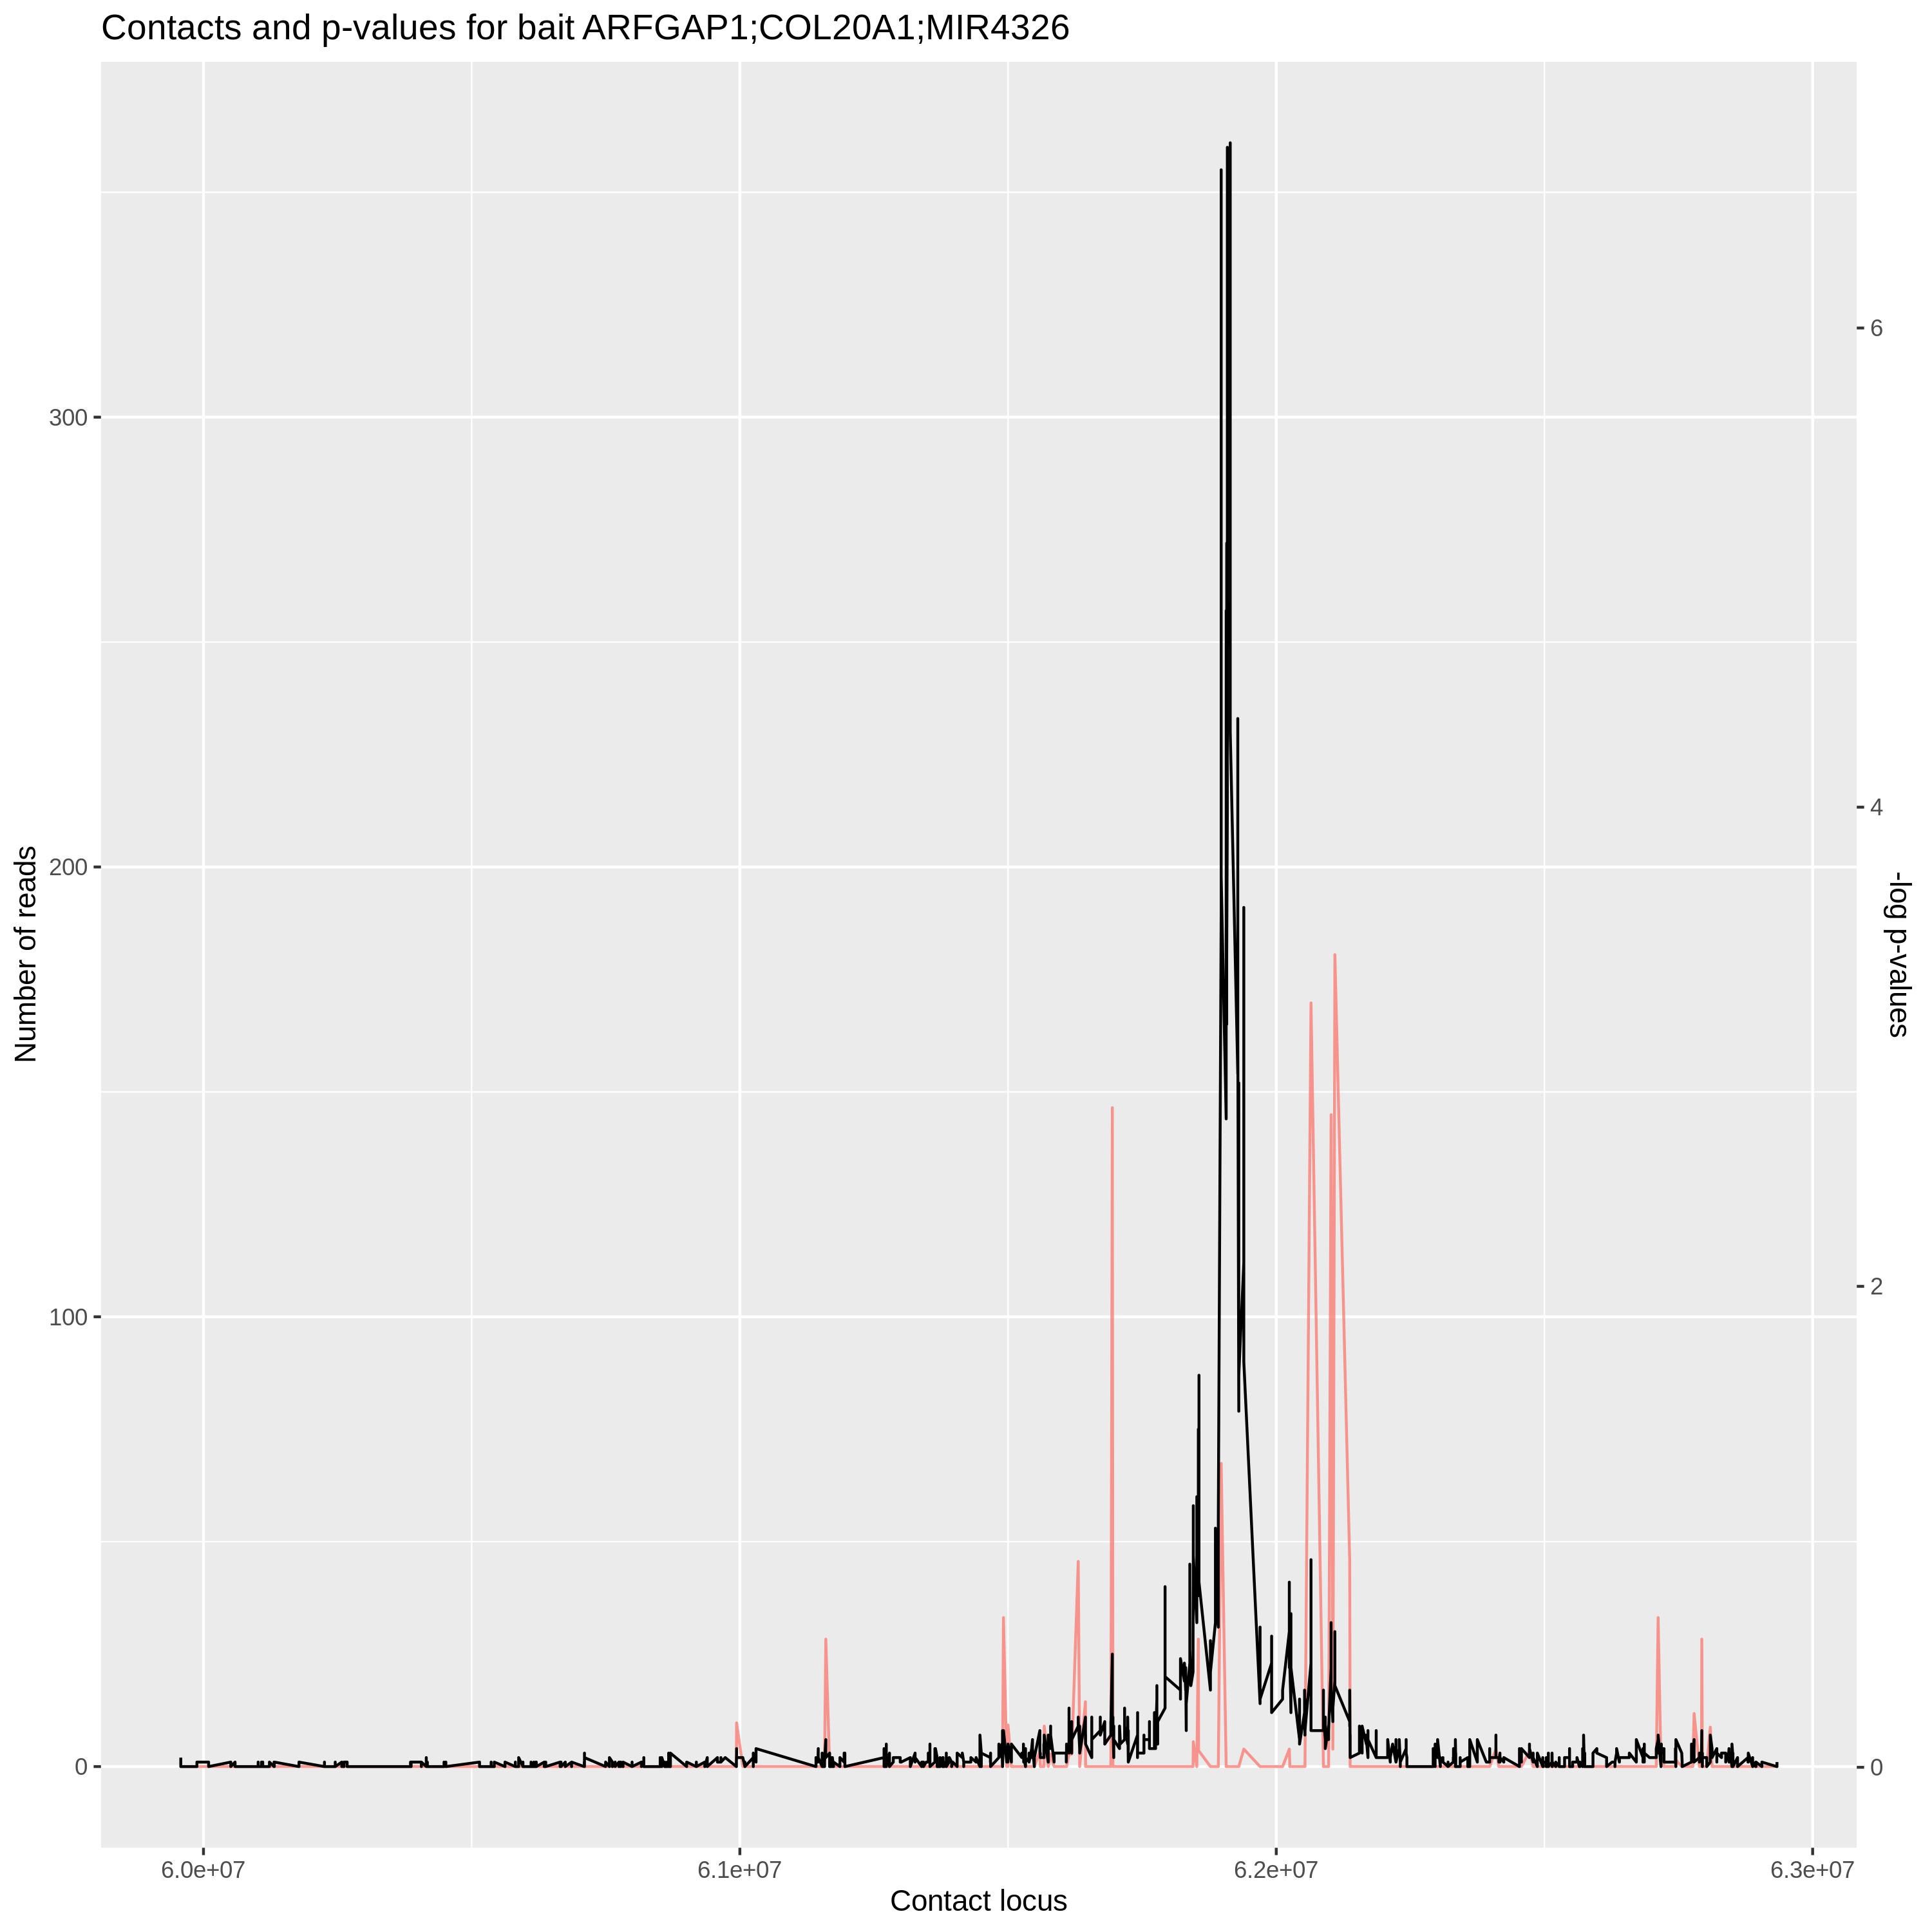 Contacts and p-values for bait ARFGAP1;COL20A1;MIR4326
300
200
100
0
Number of reads
6
4
2
0
-log p-values
6.0e+07
6.1e+07
6.2e+07
6.3e+07
Contact locus